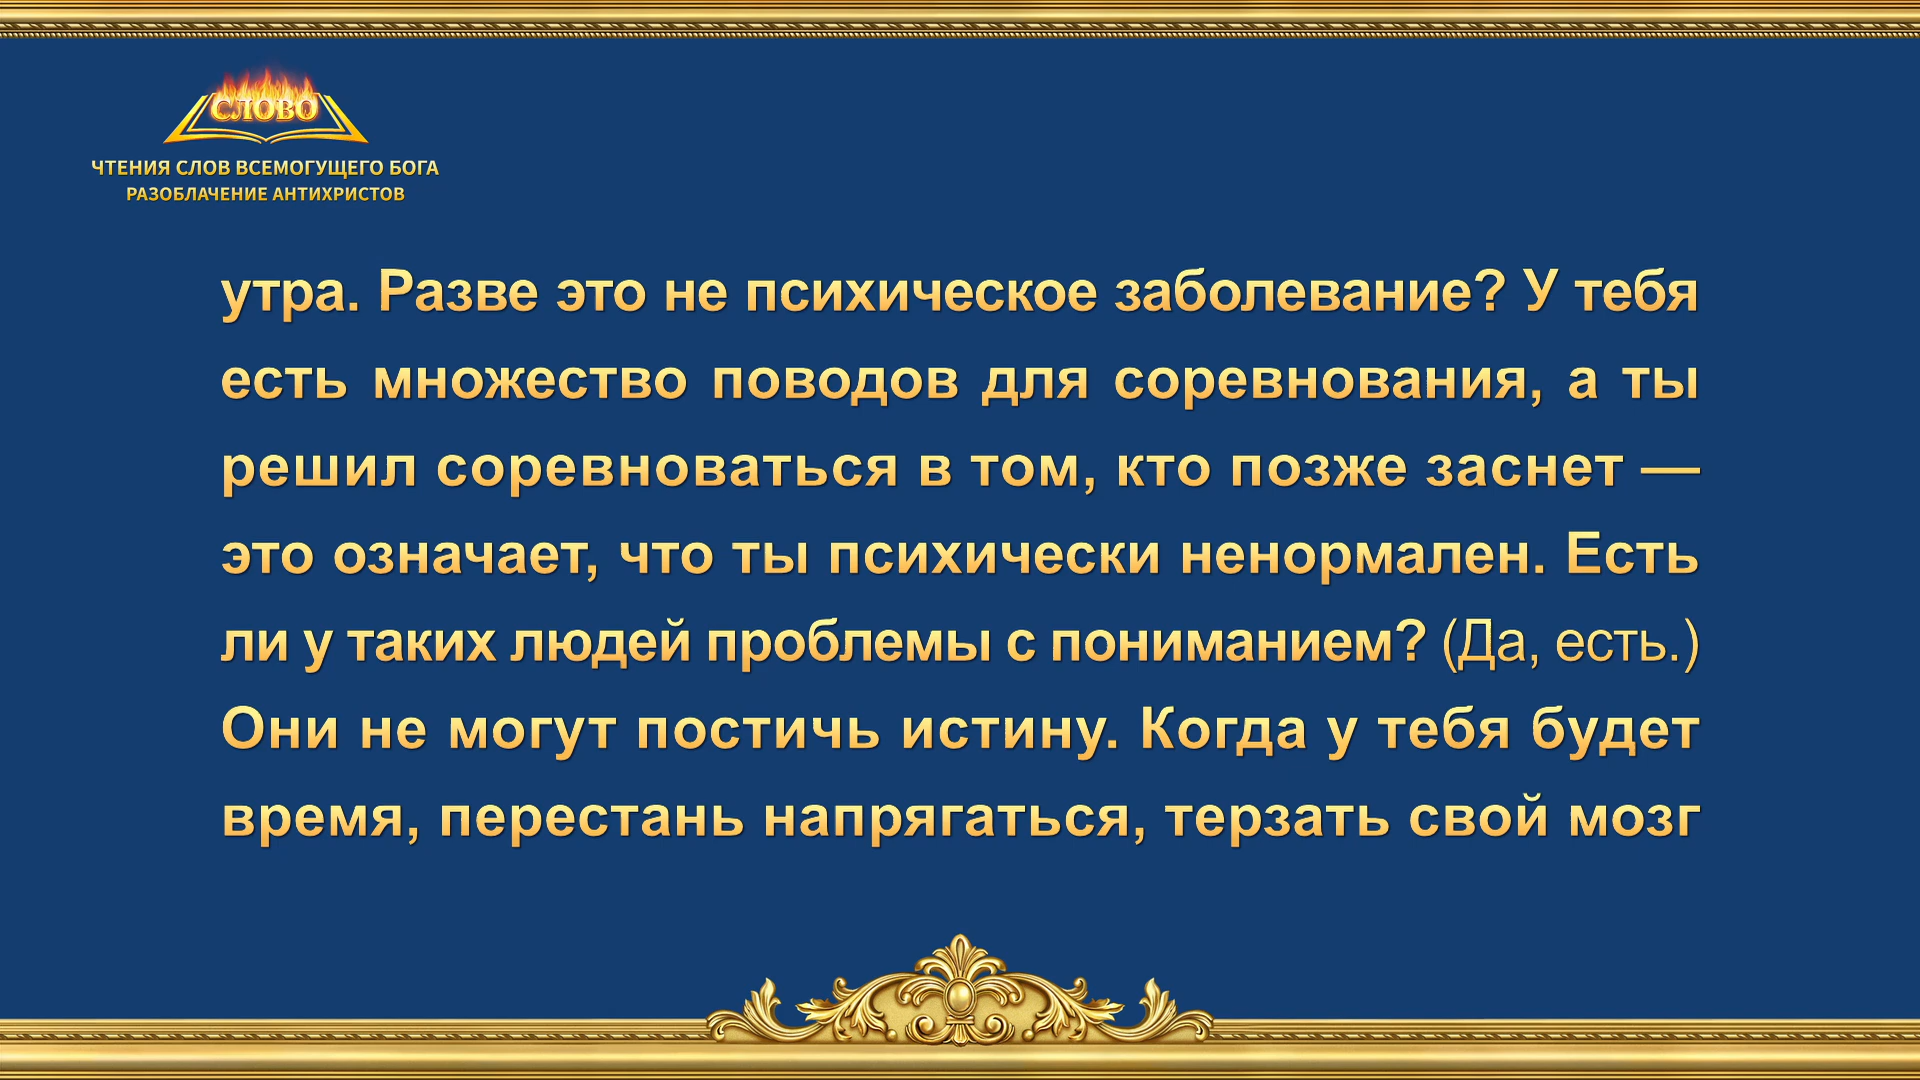 СЛОВО
ЧТЕНИЯ СЛОВ ВСЕМОГУЩЕГО БОГА
РАЗОБЛАЧЕНИЕ АНТИХРИСТОВ
утра. Разве это не психическое заболевание? У тебя
есть множество поводов для соревнования, а ты
решил соревноваться в том, кто позже заснет —
это означает, что ты психически ненормален. Есть
ли у таких людей проблемы с пониманием? (Да, есть.)
Они не могут постичь истину. Когда у тебя будет
время, перестань напрягаться, терзать свой мозг